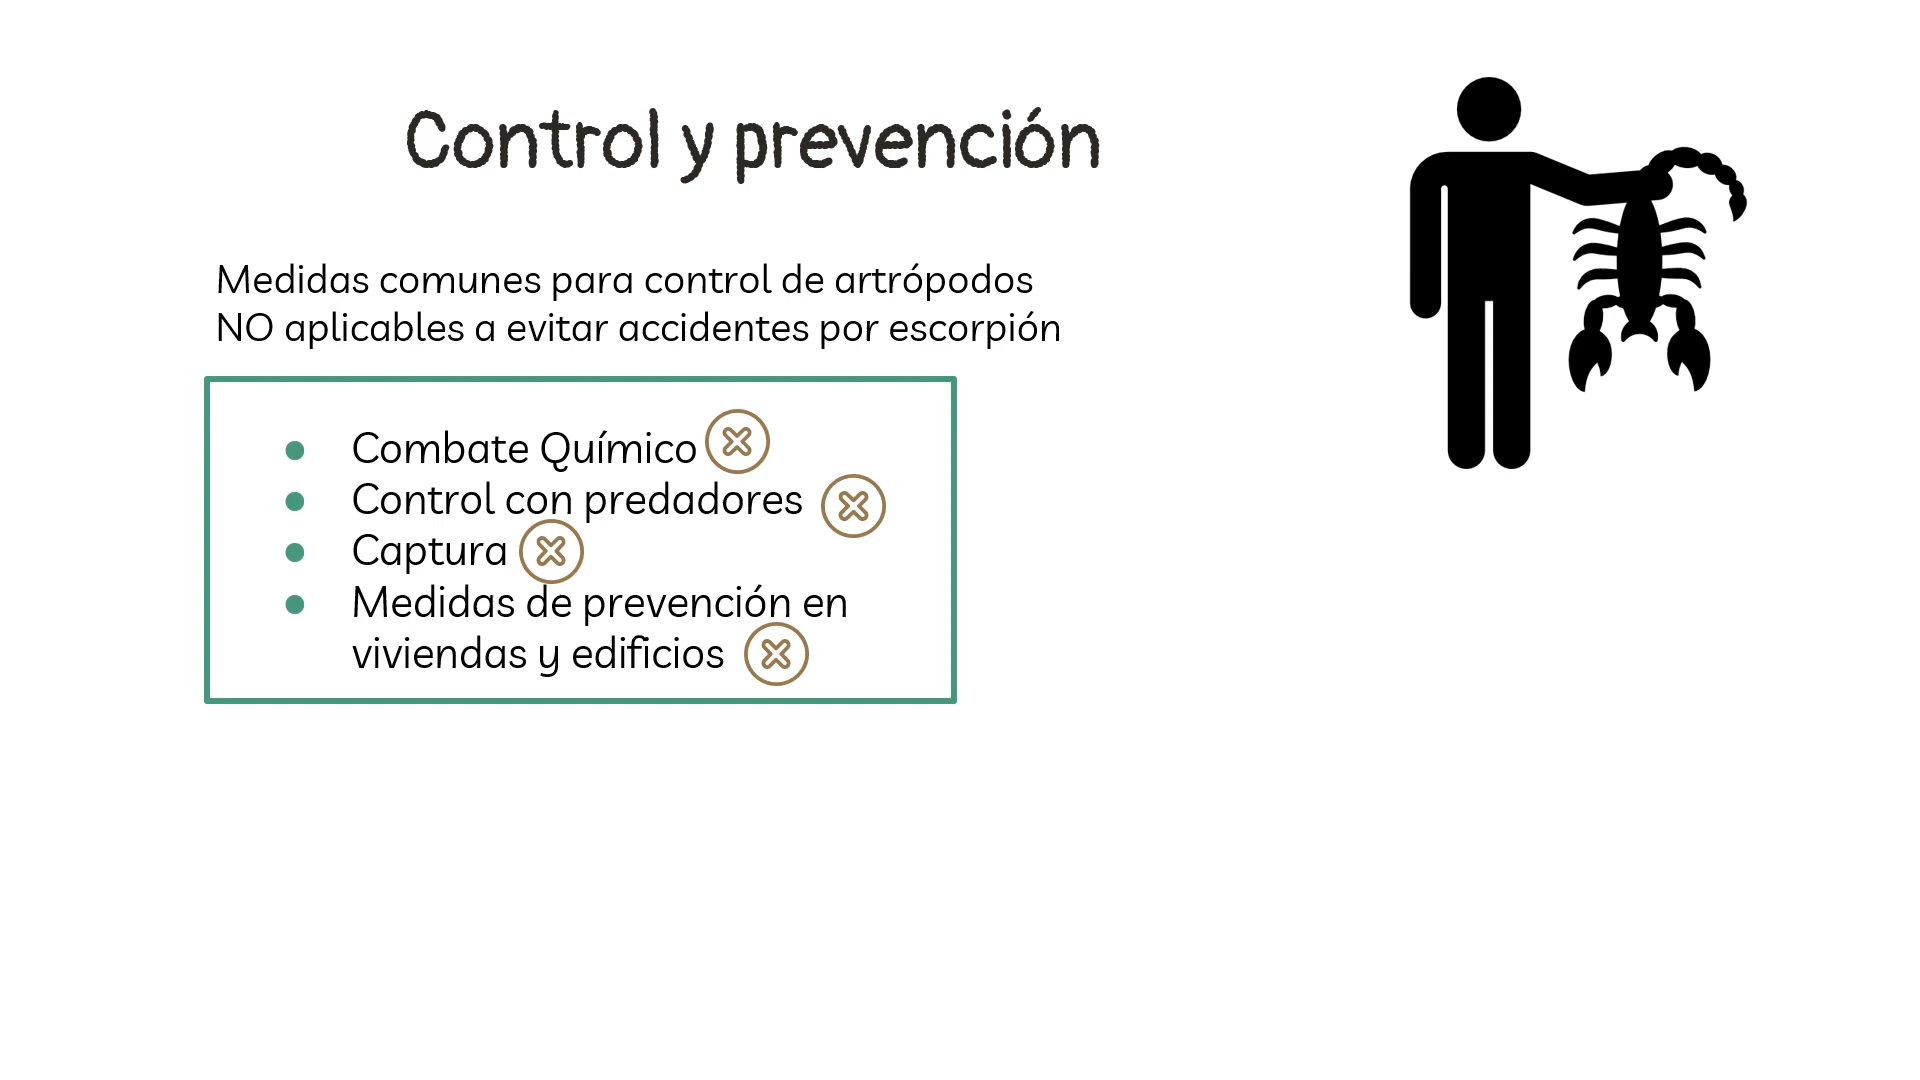 Control y prevención
Medidas comunes para control de artrópodos
NO aplicables a evitar accidentes por escorpión
● Combate Químico
● Control con predadores
● Captura
● Medidas de prevención en
viviendas y edificios